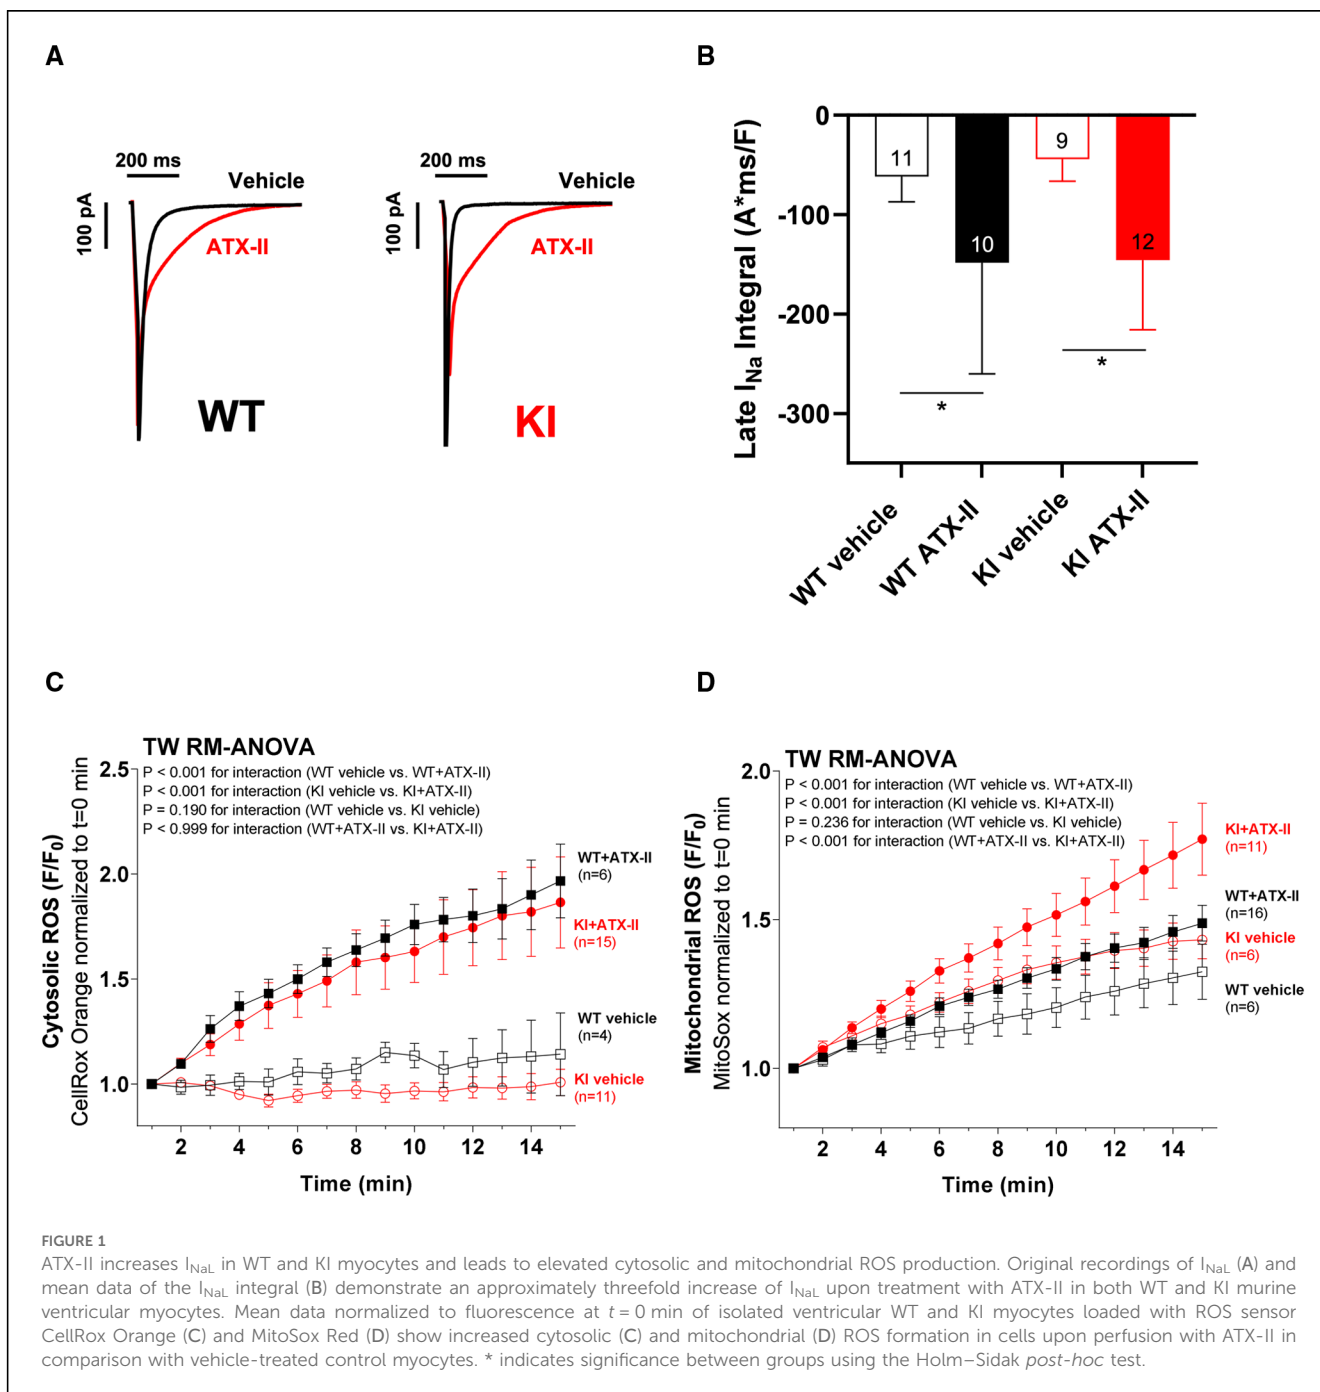 A
200 ms
Vehicle
100 pA
ATX-II
WT
200 ms
Vehicle
100 pA
ATX-II
KI
B
Late INa Integral (A*ms/F)
0
-100
-200
-300
11
10
9
12
*
*
WT vehicle
WT ATX-II
KI vehicle
KI ATX-II
C
TW RM-ANOVA
P < 0.001 for interaction (WT vehicle vs. WT+ATX-II)
P < 0.001 for interaction (KI vehicle vs. KI+ATX-II)
P = 0.190 for interaction (WT vehicle vs. KI vehicle)
P < 0.999 for interaction (WT+ATX-II vs. KI+ATX-II)
Cytosolic ROS (F/F0)
CellRox Orange normalized to t=0 min
2.5
2.0
1.5
1.0
WT+ATX-II
(n=6)
KI+ATX-II
(n=15)
WT vehicle
(n=4)
KI vehicle
(n=11)
2 4 6 8 10 12 14
Time (min)
D
TW RM-ANOVA
P < 0.001 for interaction (WT vehicle vs. WT+ATX-II)
P < 0.001 for interaction (KI vehicle vs. KI+ATX-II)
P = 0.236 for interaction (WT vehicle vs. KI vehicle)
P < 0.001 for interaction (WT+ATX-II vs. KI+ATX-II)
Mitochondrial ROS (F/F0)
MitoSox normalized to t=0 min
2.0
1.5
1.0
KI+ATX-II
(n=11)
WT+ATX-II
(n=16)
KI vehicle
(n=6)
WT vehicle
(n=6)
2 4 6 8 10 12 14
Time (min)
FIGURE 1
ATX-II increases INaL in WT and KI myocytes and leads to elevated cytosolic and mitochondrial ROS production. Original recordings of INaL (A) and
mean data of the INaL integral (B) demonstrate an approximately threefold increase of INaL upon treatment with ATX-II in both WT and KI murine
ventricular myocytes. Mean data normalized to fluorescence at t = 0 min of isolated ventricular WT and KI myocytes loaded with ROS sensor
CellRox Orange (C) and MitoSox Red (D) show increased cytosolic (C) and mitochondrial (D) ROS formation in cells upon perfusion with ATX-II in
comparison with vehicle-treated control myocytes. * indicates significance between groups using the Holm–Sidak post-hoc test.